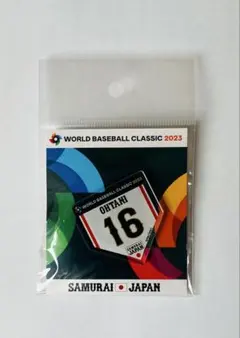 WORLD BASEBALL CLASSIC 2023
WORLD BASEBALL CLASSIC 2023
OHTANI
16
SAMURAI JAPAN